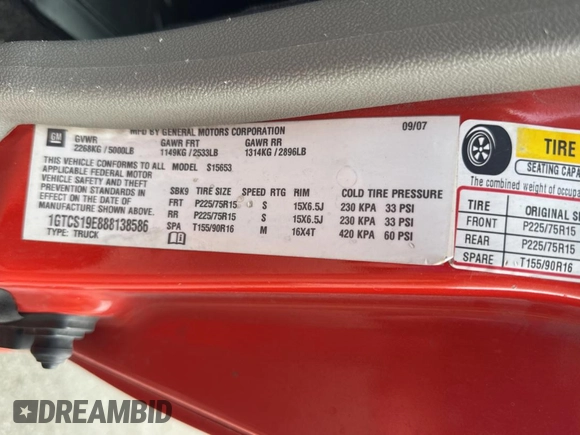 GM
MFD BY GENERAL MOTORS CORPORATION
09/07
GVWR GAWR FRT GAWR RR
2268KG / 5000LB 1149KG / 2533LB 1314KG / 2896LB
THIS VEHICLE CONFORMS TO ALL MODEL S15653
APPLICABLE FEDERAL MOTOR
VEHICLE SAFETY AND THEFT
PREVENTION STANDARDS IN
EFFECT ON THE DATE OF
MANUFACTURE SHOWN ABOVE.
1GTCS19E888138586
TYPE: TRUCK
SBK9 TIRE SIZE SPEED RTG RIM COLD TIRE PRESSURE
FRT P225/75R15 S 15X6.5J 230 KPA 33 PSI
RR P225/75R15 S 15X6.5J 230 KPA 33 PSI
SPA T155/90R16 M 16X4T 420 KPA 60 PSI
TIRE
SEATING CAPA
The combined weight of occupa
TIRE ORIGINAL S
FRONT P225/75R15
REAR P225/75R15
SPARE T155/90R16
DREAMBID